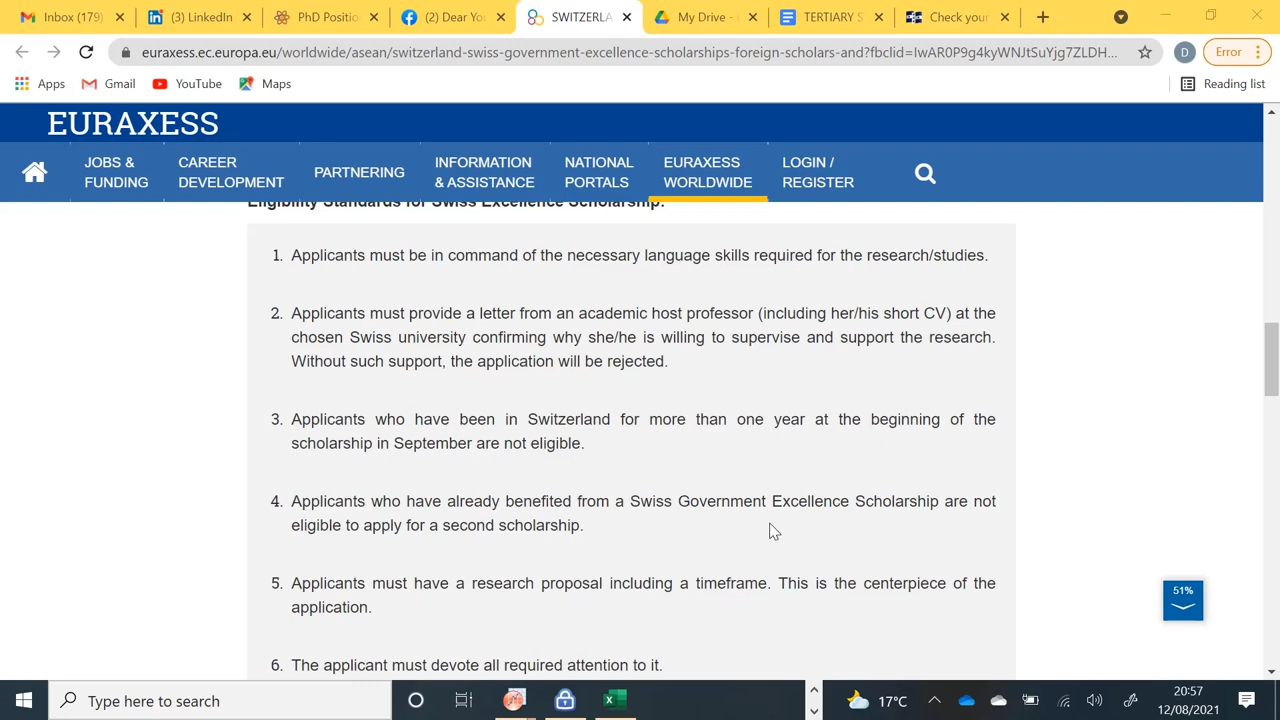 Inbox (179)
(3) LinkedIn
PhD Positio
(2) Dear You
SWITZERLA
My Drive -
TERTIARY S
Check your
euraxess.ec.europa.eu/worldwide/asean/switzerland-swiss-government-excellence-scholarships-foreign-scholars-and?fbclid=IwAR0P9g4kyWNJtSuYjg7ZLDH...
D
Error
Apps
Gmail
YouTube
Maps
Reading list
EURAXESS
JOBS & FUNDING
CAREER DEVELOPMENT
PARTNERING
INFORMATION & ASSISTANCE
NATIONAL PORTALS
EURAXESS WORLDWIDE
LOGIN / REGISTER
Eligibility Standards for Swiss Excellence Scholarship:
1. Applicants must be in command of the necessary language skills required for the research/studies.
2. Applicants must provide a letter from an academic host professor (including her/his short CV) at the
chosen Swiss university confirming why she/he is willing to supervise and support the research.
Without such support, the application will be rejected.
3. Applicants who have been in Switzerland for more than one year at the beginning of the
scholarship in September are not eligible.
4. Applicants who have already benefited from a Swiss Government Excellence Scholarship are not
eligible to apply for a second scholarship.
5. Applicants must have a research proposal including a timeframe. This is the centerpiece of the
application.
51%
6. The applicant must devote all required attention to it.
Type here to search
17°C
20:57
12/08/2021